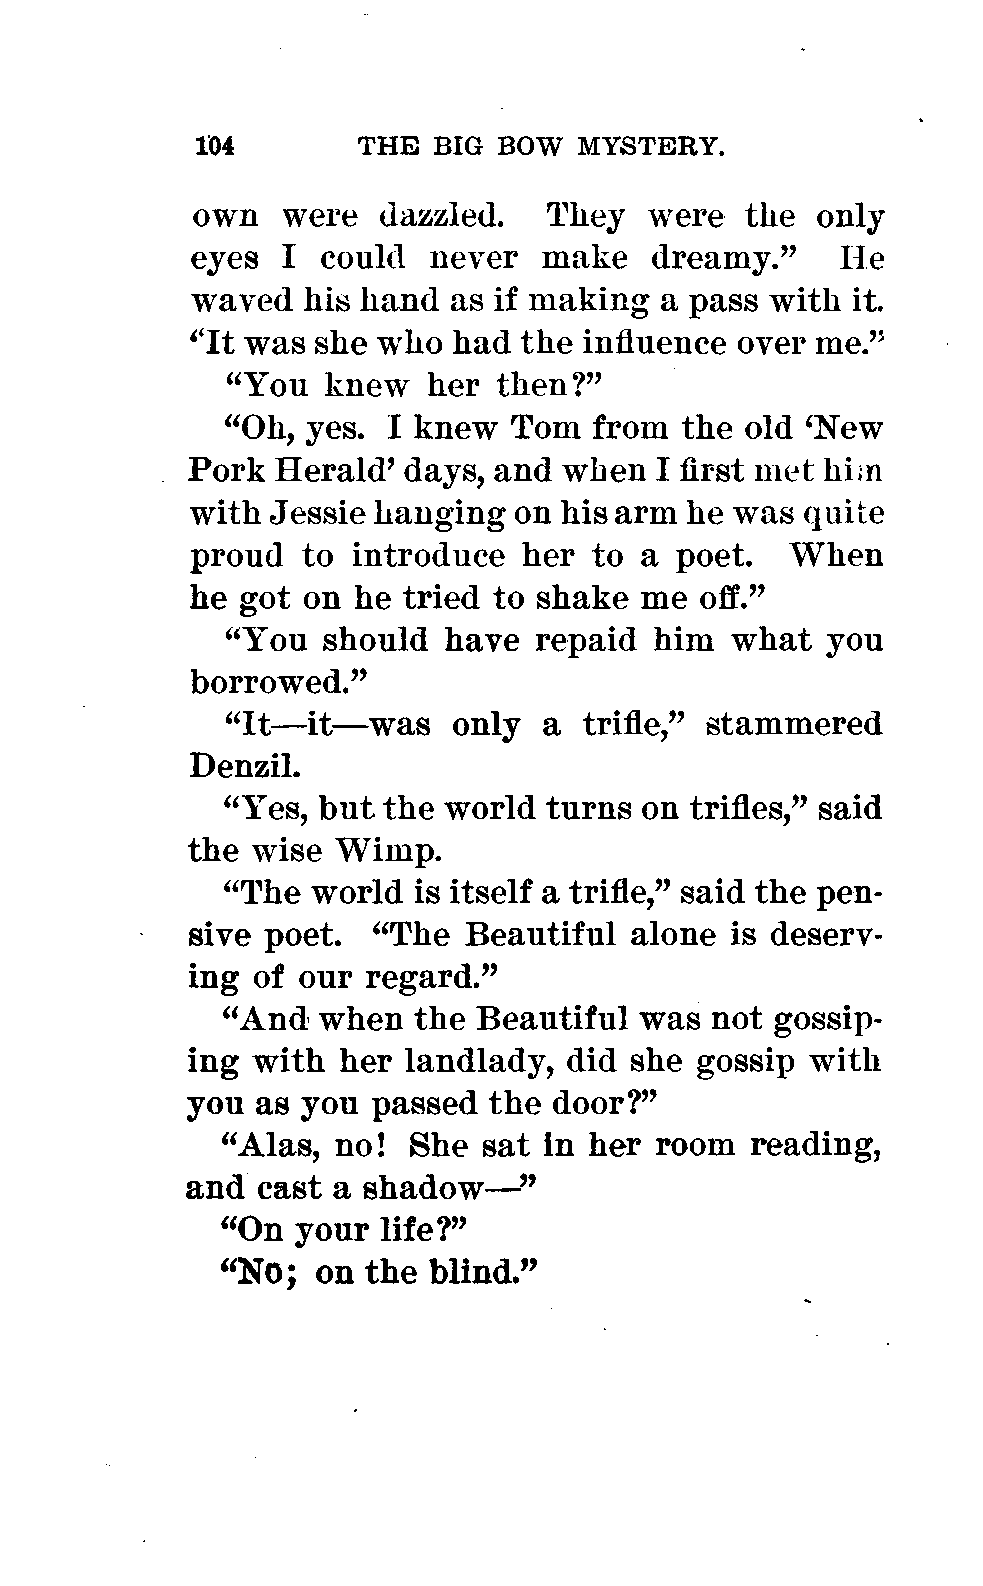 104 THE BIG BOW MYSTERY.
own were dazzled. They were the only
eyes I could never make dreamy.” He
waved his hand as if making a pass with it.
“It was she who had the influence over me.”
“You knew her then?”
“Oh, yes. I knew Tom from the old ‘New
Pork Herald’ days, and when I first met him
with Jessie hanging on his arm he was quite
proud to introduce her to a poet. When
he got on he tried to shake me off.”
“You should have repaid him what you
borrowed.”
“It—it—was only a trifle,” stammered
Denzil.
“Yes, but the world turns on trifles,” said
the wise Wimp.
“The world is itself a trifle,” said the pen-
sive poet. “The Beautiful alone is deserv-
ing of our regard.”
“And when the Beautiful was not gossip-
ing with her landlady, did she gossip with
you as you passed the door?”
“Alas, no! She sat in her room reading,
and cast a shadow—”
“On your life?”
“No; on the blind.”